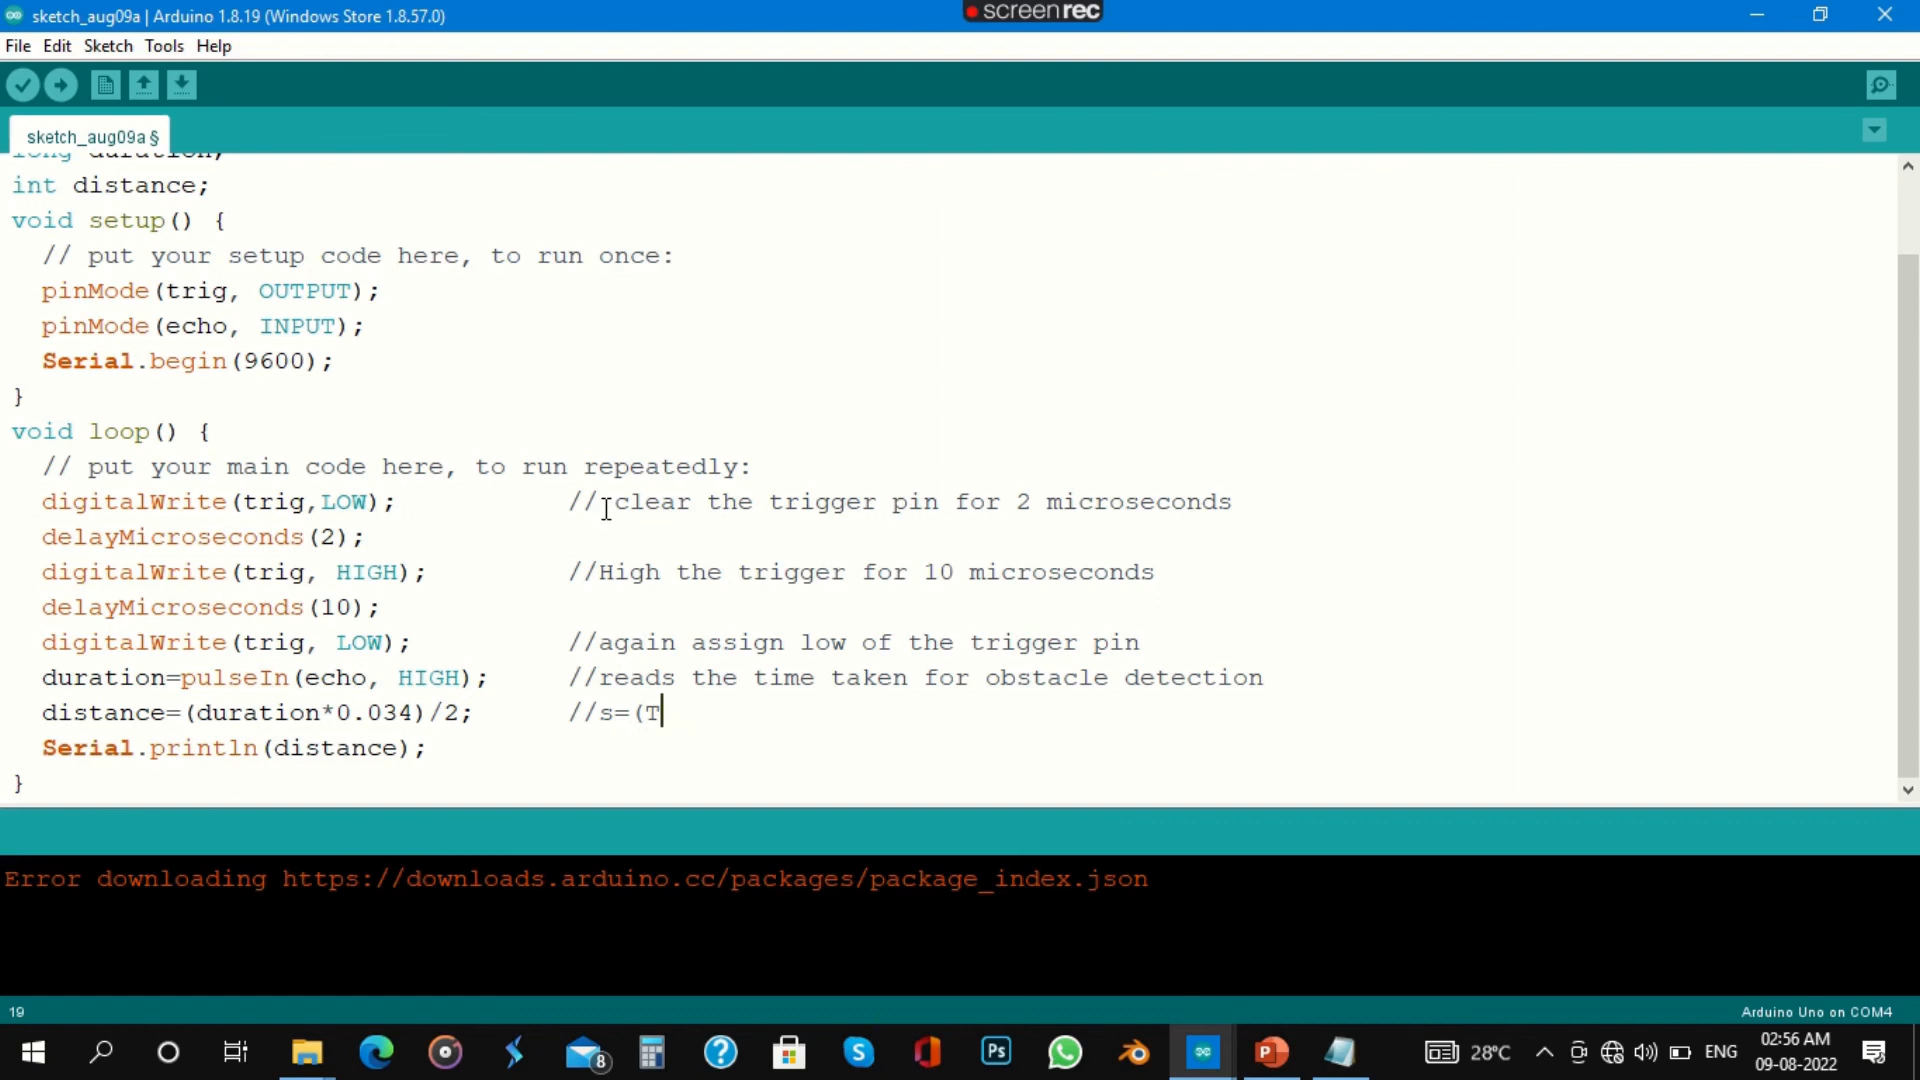 sketch_aug09a | Arduino 1.8.19 (Windows Store 1.8.57.0)
screenrec
File Edit Sketch Tools Help
sketch_aug09a §
long duration;
int distance;
void setup() {
// put your setup code here, to run once:
pinMode(trig, OUTPUT);
pinMode(echo, INPUT);
Serial.begin(9600);
}
void loop() {
// put your main code here, to run repeatedly:
digitalWrite(trig,LOW); // clear the trigger pin for 2 microseconds
delayMicroseconds(2);
digitalWrite(trig, HIGH); //High the trigger for 10 microseconds
delayMicroseconds(10);
digitalWrite(trig, LOW); //again assign low of the trigger pin
duration=pulseIn(echo, HIGH); //reads the time taken for obstacle detection
distance=(duration*0.034)/2; //s=(T
Serial.println(distance);
}
Error downloading https://downloads.arduino.cc/packages/package_index.json
19
Arduino Uno on COM4
8
Ps
28°C
ENG
02:56 AM
09-08-2022